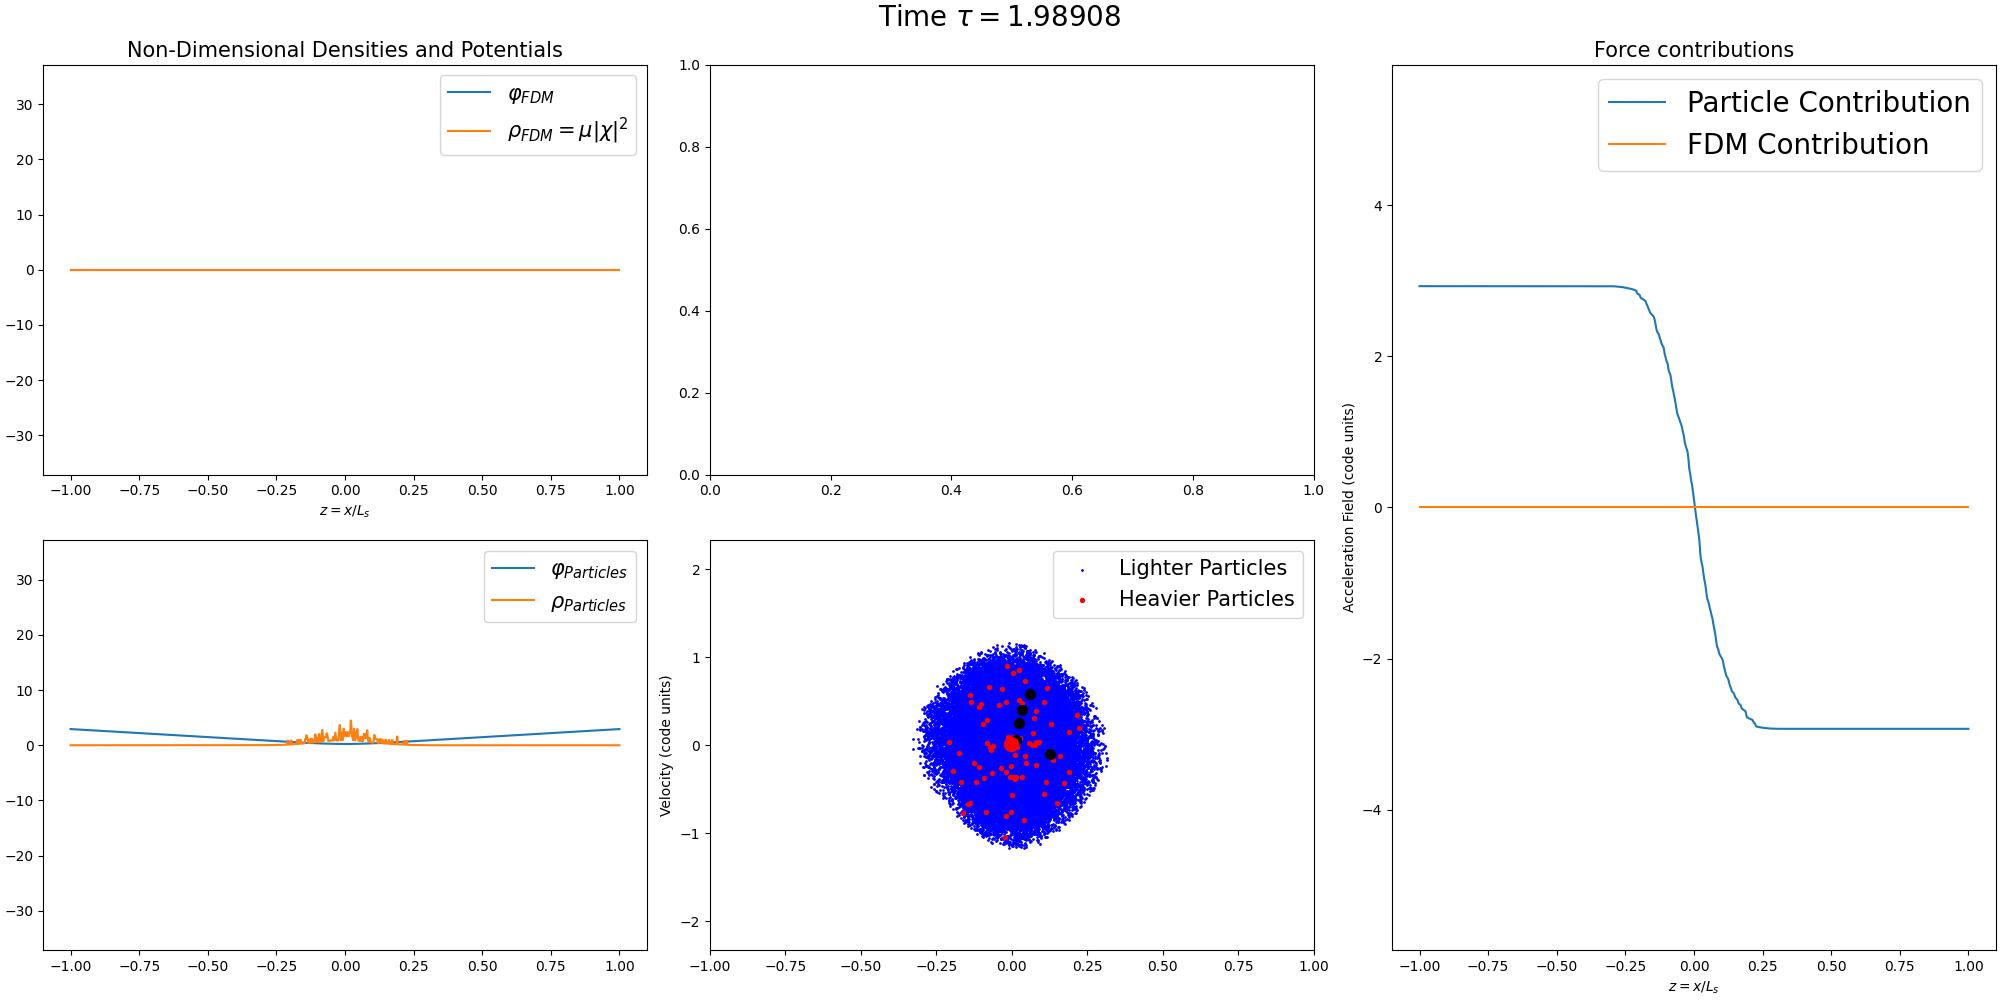 Time τ = 1.98908
Non-Dimensional Densities and Potentials
φ_FDM
ρ_FDM = μ|χ|²
30
20
10
0
−10
−20
−30
−1.00 −0.75 −0.50 −0.25 0.00 0.25 0.50 0.75 1.00
z = x/L_s
1.0
0.8
0.6
0.4
0.2
0.0
0.0 0.2 0.4 0.6 0.8 1.0
φ_Particles
ρ_Particles
30
20
10
0
−10
−20
−30
−1.00 −0.75 −0.50 −0.25 0.00 0.25 0.50 0.75 1.00
Velocity (code units)
Lighter Particles
Heavier Particles
2
1
0
−1
−2
−1.00 −0.75 −0.50 −0.25 0.00 0.25 0.50 0.75 1.00
Force contributions
Particle Contribution
FDM Contribution
Acceleration Field (code units)
4
2
0
−2
−4
−1.00 −0.75 −0.50 −0.25 0.00 0.25 0.50 0.75 1.00
z = x/L_s